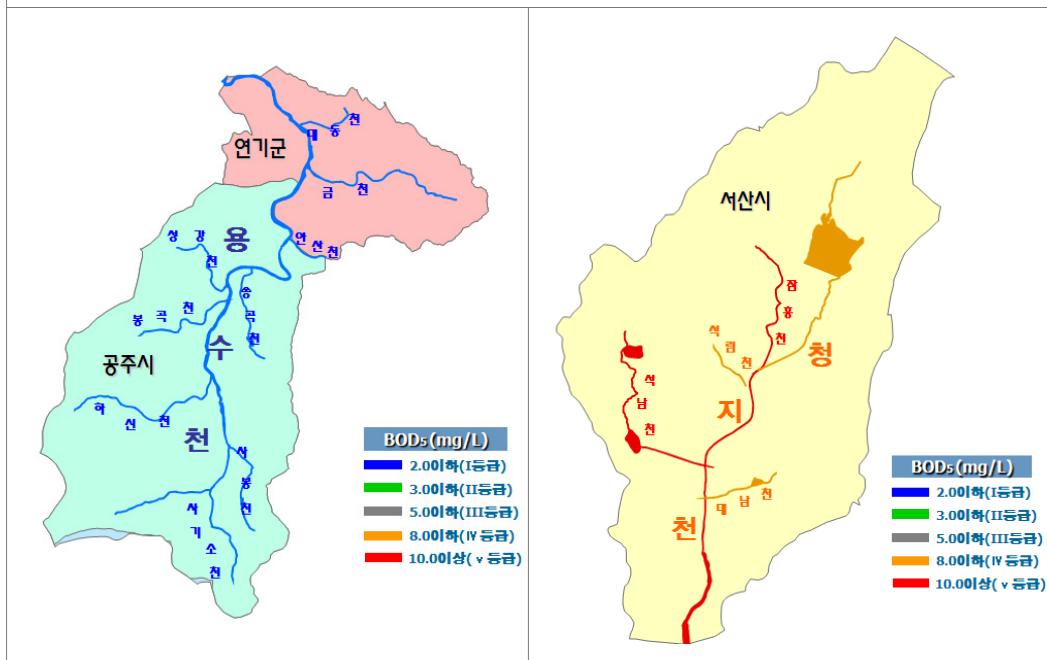 연기군
대동천
금천
안산천
용수천
성강천
송곡천
봉곡천
공주시
하신천
사봉천
사기소천
BOD₅(mg/L)
2.0이하(I등급)
3.0이하(II등급)
5.0이하(III등급)
8.0이하(IV등급)
10.0이상(v등급)
서산시
잠홍천
석림천
청지천
석남천
대남천
BOD₅(mg/L)
2.0이하(I등급)
3.0이하(II등급)
5.0이하(III등급)
8.0이하(IV등급)
10.0이상(v등급)